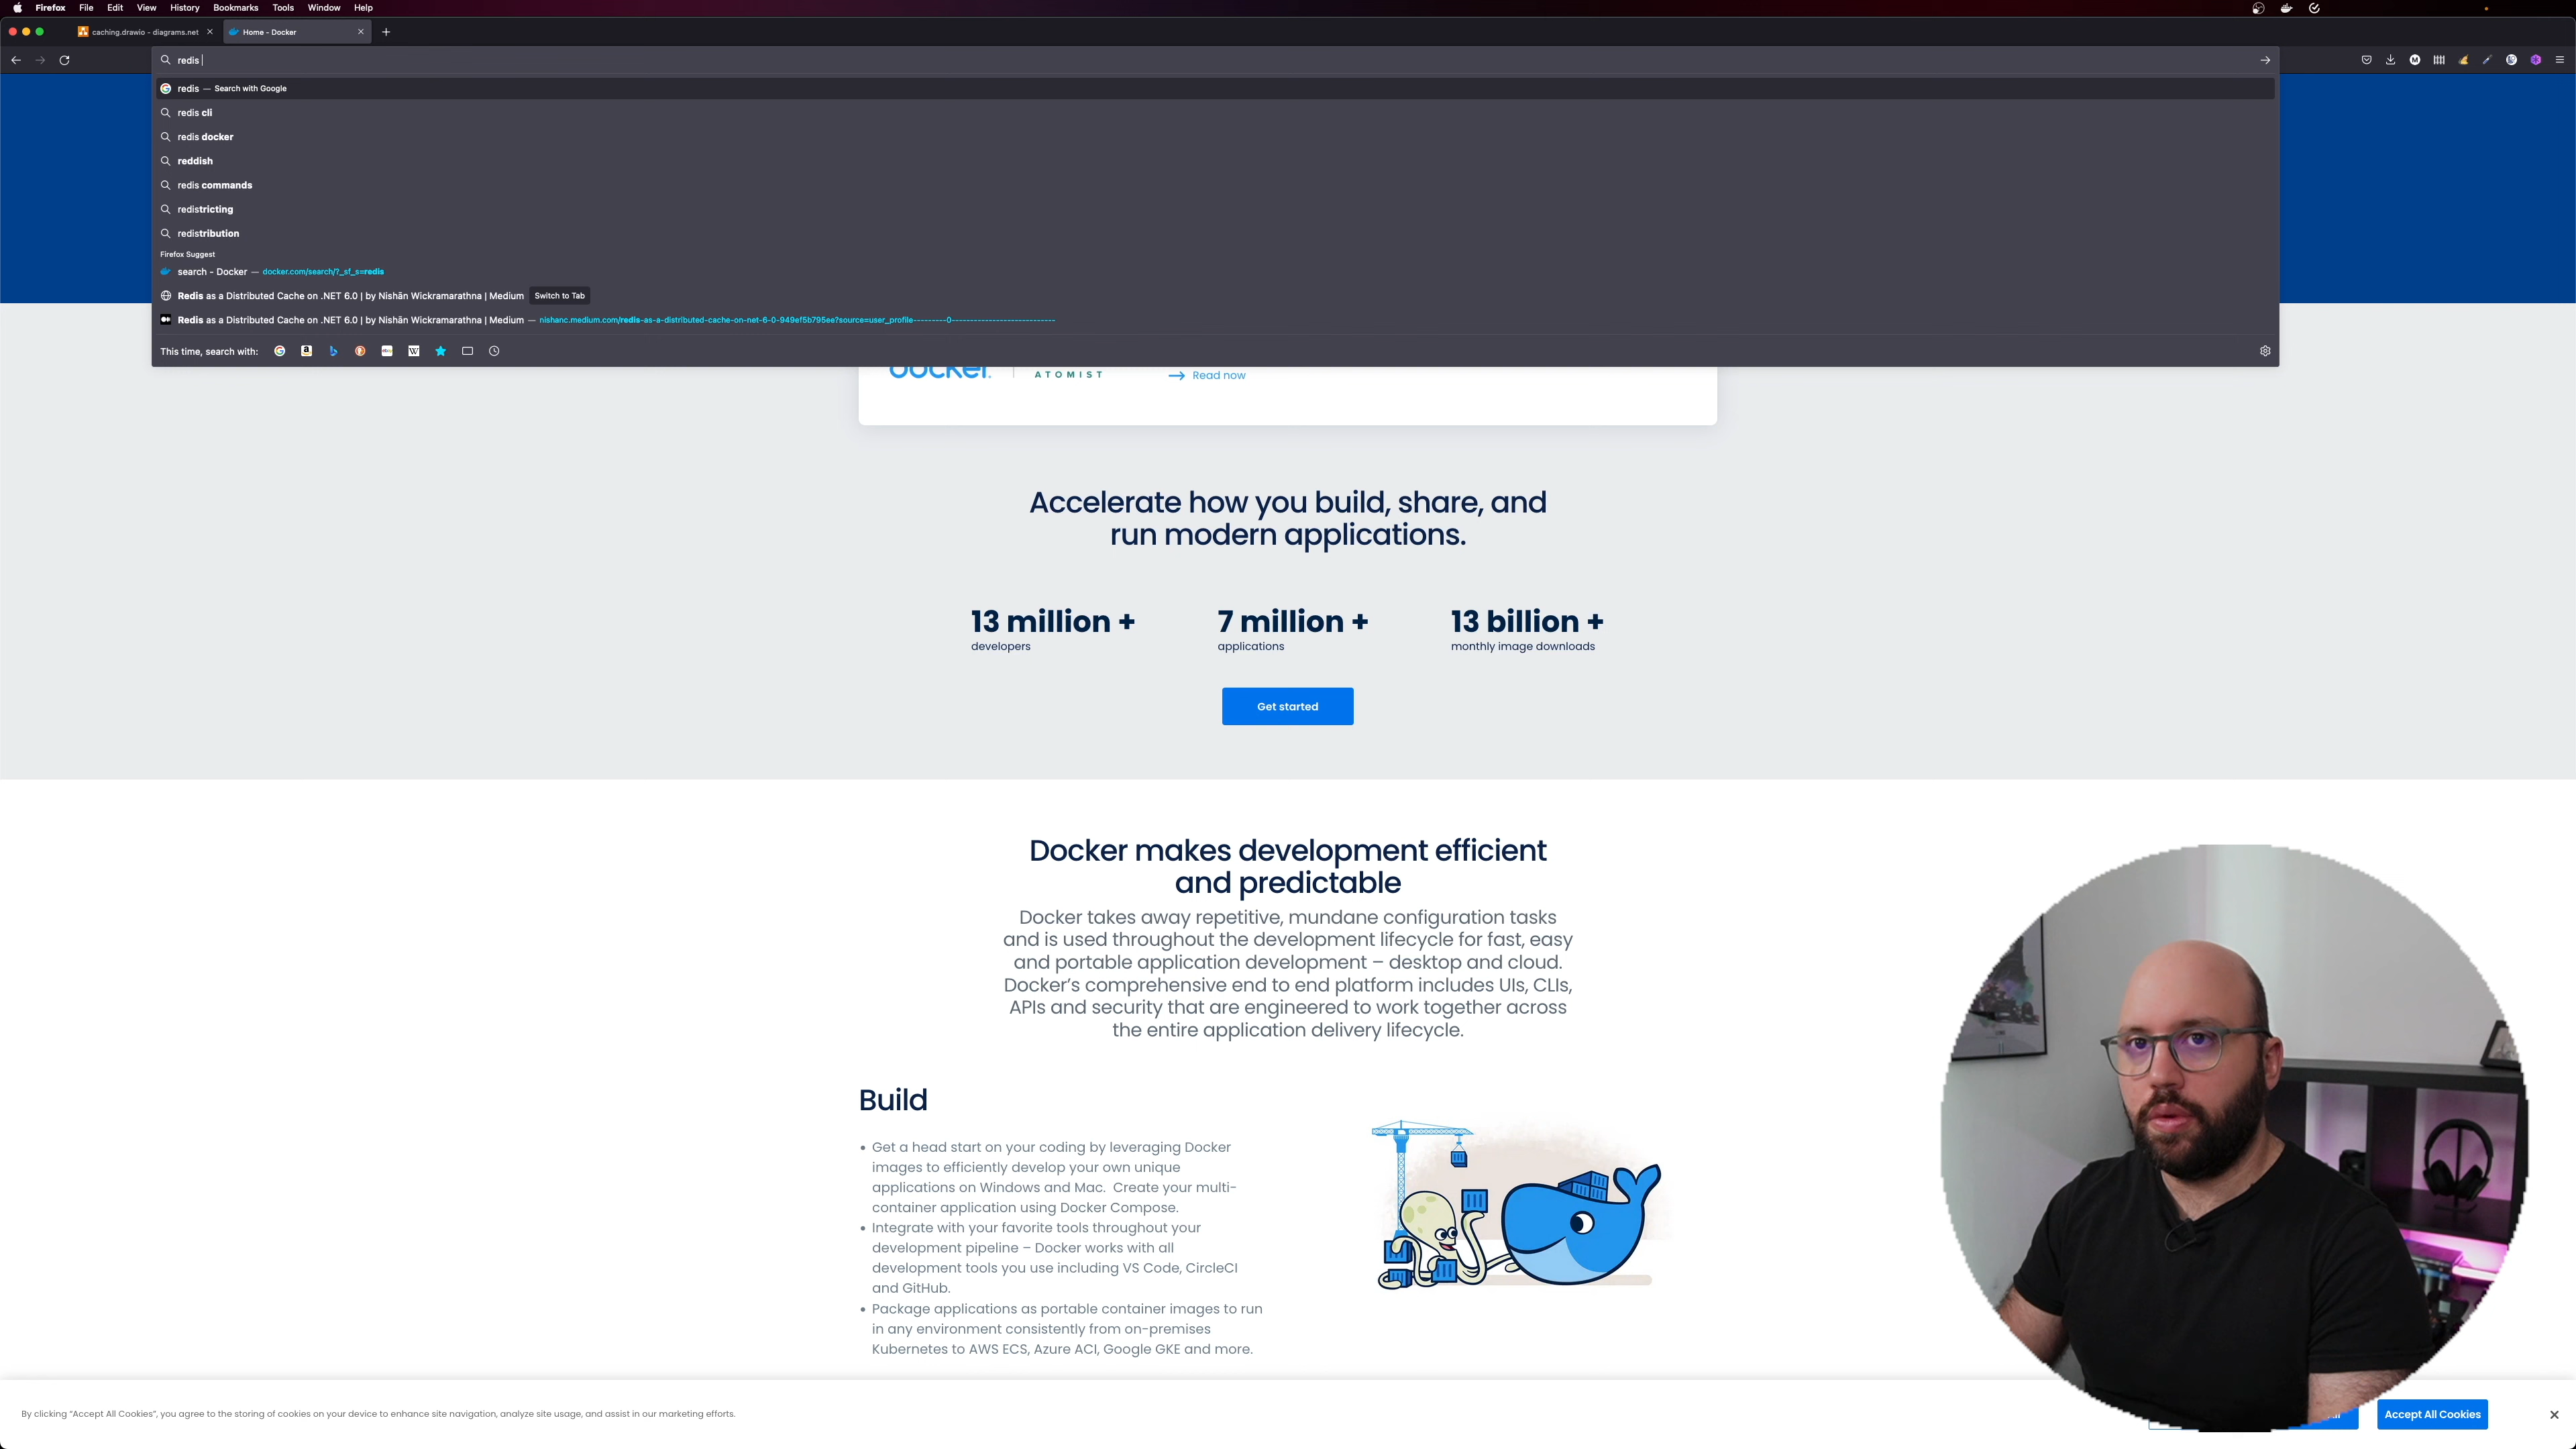 Firefox File Edit View History Bookmarks Tools Window Help
caching.drawio - diagrams.net
Home - Docker
redis
redis — Search with Google
redis cli
redis docker
reddish
redis commands
redistricting
redistribution
Firefox Suggest
search - Docker — docker.com/search/?_sf_s=redis
Redis as a Distributed Cache on .NET 6.0 | by Nishān Wickramarathna | Medium Switch to Tab
Redis as a Distributed Cache on .NET 6.0 | by Nishān Wickramarathna | Medium — nishanc.medium.com/redis-as-a-distributed-cache-on-net-6-0-949ef5b795ee?source=user_profile---------0----------------------------
This time, search with:
docker
ATOMIST
Read now
Accelerate how you build, share, and
run modern applications.
13 million + 7 million + 13 billion +
developers applications monthly image downloads
Get started
Docker makes development efficient
and predictable
Docker takes away repetitive, mundane configuration tasks
and is used throughout the development lifecycle for fast, easy
and portable application development – desktop and cloud.
Docker’s comprehensive end to end platform includes UIs, CLIs,
APIs and security that are engineered to work together across
the entire application delivery lifecycle.
Build
• Get a head start on your coding by leveraging Docker
images to efficiently develop your own unique
applications on Windows and Mac. Create your multi-
container application using Docker Compose.
• Integrate with your favorite tools throughout your
development pipeline – Docker works with all
development tools you use including VS Code, CircleCI
and GitHub.
• Package applications as portable container images to run
in any environment consistently from on-premises
Kubernetes to AWS ECS, Azure ACI, Google GKE and more.
By clicking “Accept All Cookies”, you agree to the storing of cookies on your device to enhance site navigation, analyze site usage, and assist in our marketing efforts.
Accept All Cookies